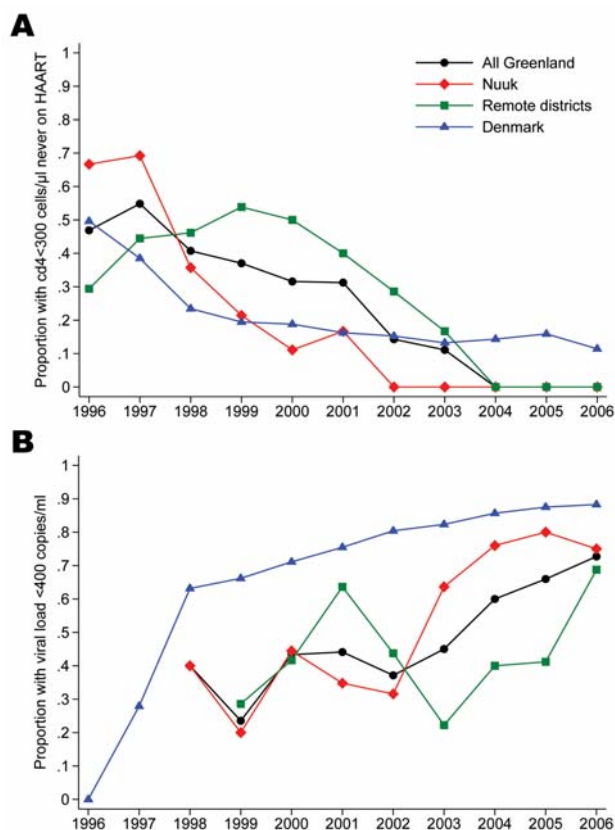 A
Proportion with cd4<300 cells/µl never on HAART
1
.9
.8
.7
.6
.5
.4
.3
.2
.1
0
All Greenland
Nuuk
Remote districts
Denmark
1996 1997 1998 1999 2000 2001 2002 2003 2004 2005 2006
B
Proportion with viral load <400 copies/ml
1
.9
.8
.7
.6
.5
.4
.3
.2
.1
0
1996 1997 1998 1999 2000 2001 2002 2003 2004 2005 2006